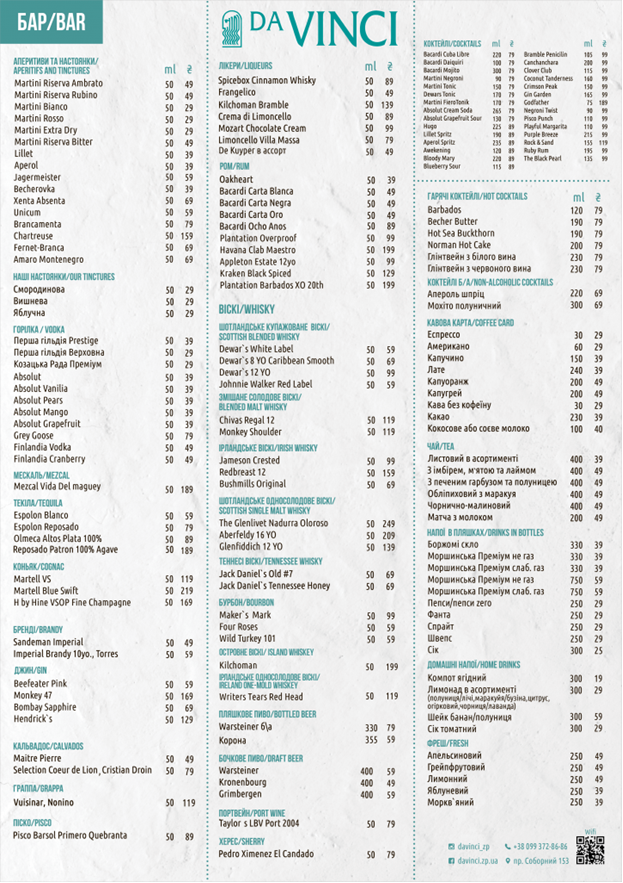 БАР/BAR
DA VINCI
АПЕРИТИВИ ТА НАСТОЯНКИ/
APERITIFS AND TINCTURES ml ₴
Martini Riserva Ambrato 50 49
Martini Riserva Rubino 50 49
Martini Bianco 50 29
Martini Rosso 50 29
Martini Extra Dry 50 29
Martini Riserva Bitter 50 49
Lillet 50 39
Aperol 50 39
Jagermeister 50 59
Becherovka 50 39
Xenta Absenta 50 69
Unicum 50 59
Brancamenta 50 79
Chartreuse 50 159
Fernet-Branca 50 69
Amaro Montenegro 50 69
НАШІ НАСТОЯНКИ/OUR TINCTURES
Смородинова 50 29
Вишнева 50 29
Яблучна 50 29
ГОРІЛКА / VODKA
Перша гільдія Prestige 50 39
Перша гільдія Верховна 50 29
Козацька Рада Преміум 50 29
Absolut 50 39
Absolut Vanilia 50 39
Absolut Pears 50 39
Absolut Mango 50 39
Absolut Grapefruit 50 39
Grey Goose 50 79
Finlandia Vodka 50 49
Finlandia Cranberry 50 49
МЕСКАЛЬ/MEZCAL
Mezcal Vida Del maguey 50 189
ТЕКІЛА/TEQUILA
Espolon Blanco 50 59
Espolon Reposado 50 79
Olmeca Altos Plata 100% 50 89
Reposado Patron 100% Agave 50 189
КОНЬЯК/COGNAC
Martell VS 50 119
Martell Blue Swift 50 219
H by Hine VSOP Fine Champagne 50 169
БРЕНДІ/BRANDY
Sandeman Imperial 50 49
Imperial Brandy 10yo., Torres 50 59
ДЖИН/GIN
Beefeater Pink 50 59
Monkey 47 50 169
Bombay Sapphire 50 69
Hendrick`s 50 129
КАЛЬВАДОС/CALVADOS
Maitre Pierre 50 49
Selection Coeur de Lion, Cristian Droin 50 79
ГРАППА/GRAPPA
Vuisinar, Nonino 50 119
ПІСКО/PISCO
Pisco Barsol Primero Quebranta 50 89
ЛІКЕРИ/LIQUEURS ml ₴
Spicebox Cinnamon Whisky 50 89
Frangelico 50 49
Kilchoman Bramble 50 139
Crema di Limoncello 50 89
Mozart Chocolate Cream 50 99
Limoncello Villa Massa 50 79
De Kuyper в ассорт 50 49
РОМ/RUM
Oakheart 50 39
Bacardi Carta Blanca 50 49
Bacardi Carta Negra 50 49
Bacardi Carta Oro 50 49
Bacardi Ocho Anos 50 89
Plantation Overproof 50 99
Havana Club Maestro 50 199
Appleton Estate 12yo 50 99
Kraken Black Spiced 50 129
Plantation Barbados XO 20th 50 199
ВІСКІ/WHISKY
ШОТЛАНДСЬКЕ КУПАЖОВАНЕ ВІСКІ/
SCOTTISH BLENDED WHISKY
Dewar`s White Label 50 59
Dewar`s 8 YO Caribbean Smooth 50 69
Dewar`s 12 YO 50 99
Johnnie Walker Red Label 50 59
ЗМІШАНЕ СОЛОДОВЕ ВІСКІ/
BLENDED MALT WHISKY
Chivas Regal 12 50 119
Monkey Shoulder 50 119
ІРЛАНДСЬКЕ ВІСКІ/IRISH WHISKY
Jameson Crested 50 99
Redbreast 12 50 159
Bushmills Original 50 69
ШОТЛАНДСЬКЕ ОДНОСОЛОДОВЕ ВІСКІ/
SCOTTISH SINGLE MALT WHISKY
The Glenlivet Nadurra Oloroso 50 249
Aberfeldy 16 YO 50 209
Glenfiddich 12 YO 50 139
ТЕННЕСІ ВІСКІ/TENNESSEE WHISKY
Jack Daniel`s Old #7 50 69
Jack Daniel`s Tennessee Honey 50 69
БУРБОН/BOURBON
Maker`s Mark 50 99
Four Roses 50 59
Wild Turkey 101 50 59
ОСТРОВНЕ ВІСКІ/ ISLAND WHISKEY
Kilchoman 50 199
ІРЛАНДСЬКЕ ОДНОСОЛОДОВЕ ВІСКІ/
IRELAND ONE-MOLD WHISKEY
Writers Tears Red Head 50 119
ПЛЯШКОВЕ ПИВО/BOTTLED BEER
Warsteiner б\а 330 79
Корона 355 59
БОЧКОВЕ ПИВО/DRAFT BEER
Warsteiner 400 59
Kronenbourg 400 49
Grimbergen 400 59
ПОРТВЕЙН/PORT WINE
Taylor`s LBV Port 2004 50 79
ХЕРЕС/SHERRY
Pedro Ximenez El Candado 50 79
КОКТЕЙЛІ/COCKTAILS ml ₴ ml ₴
Bacardi Cuba Libre 220 79 Bramble Penicilin 105 99
Bacardi Daiquiri 100 79 Canchanchara 280 99
Bacardi Mojito 300 79 Clover Club 115 99
Martini Negroni 90 79 Coconut Tanderness 160 99
Martini Tonic 150 79 Crimson Peak 150 99
Dewars Tonic 170 79 Gin Garden 165 99
Martini FieroTonik 170 79 Godfather 75 189
Absolut Cream Soda 265 79 Negroni Twist 90 99
Absolut Grapefruit Sour 130 79 Pisco Punch 110 99
Hugo 225 89 Playful Margarita 110 99
Lillet Spritz 190 89 Purple Breeze 215 99
Aperol Spritz 235 89 Rock & Sand 155 119
Awekening 120 89 Ruby Rum 195 99
Bloody Mary 220 89 The Black Pearl 135 99
Blueberry Sour 115 89
ГАРЯЧІ КОКТЕЙЛІ/HOT COCKTAILS ml ₴
Barbados 120 79
Becher Butter 190 79
Hot Sea Buckthorn 190 79
Norman Hot Cake 200 79
Глінтвейн з білого вина 230 79
Глінтвейн з червоного вина 230 79
КОКТЕЙЛІ Б/А/NON-ALCOHOLIC COCKTAILS
Апероль шпріц 220 69
Мохіто полуничний 300 69
КАВОВА КАРТА/COFFEE CARD
Еспрессо 30 29
Американо 60 29
Капучино 150 39
Лате 240 39
Капуоранж 200 49
Капугрей 200 49
Кава без кофеїну 30 29
Какао 230 39
Кокосове або соєве молоко 100 40
ЧАЙ/TEA
Листовий в асортименті 400 39
З імбірем, м'ятою та лаймом 400 49
З печеним гарбузом та полуницею 400 49
Обліпиховий з маракуя 400 49
Чорнично-малиновий 400 49
Матча з молоком 200 49
НАПОЇ В ПЛЯШКАХ/DRINKS IN BOTTLES
Боржомі скло 330 39
Моршинська Преміум не газ 330 39
Моршинська Преміум слаб. газ 330 39
Моршинська Преміум не газ 750 59
Моршинська Преміум слаб. газ 750 59
Пепси/пепси zero 250 29
Фанта 250 29
Спрайт 250 29
Швепс 250 29
Сік 300 25
ДОМАШНІ НАПОЇ/HOME DRINKS
Компот ягідний 300 19
Лимонад в асортименті 300 29
(полуниця/лічі,маракуйя/бузіна,цитрус,
огірковий,чорниця/лаванда)
Шейк банан/полуниця 300 59
Сік томатний 300 29
ФРЕШ/FRESH
Апельсиновий 250 49
Грейпфрутовий 250 49
Лимонний 250 49
Яблуневий 250 39
Моркв`яний 250 39
wifi
davinci_zp +38 099 372-86-86
davinci.zp.ua пр. Соборний 153